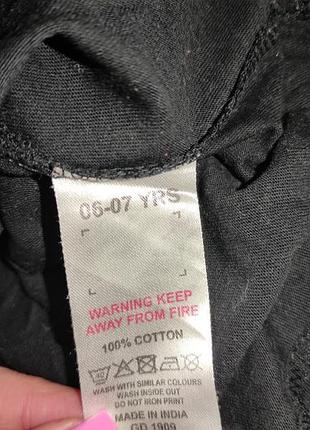 06-07 YRS
WARNING KEEP
AWAY FROM FIRE
100% COTTON
40
WASH WITH SIMILAR COLOURS
WASH INSIDE OUT
DO NOT IRON PRINT
MADE IN INDIA
GD 1909